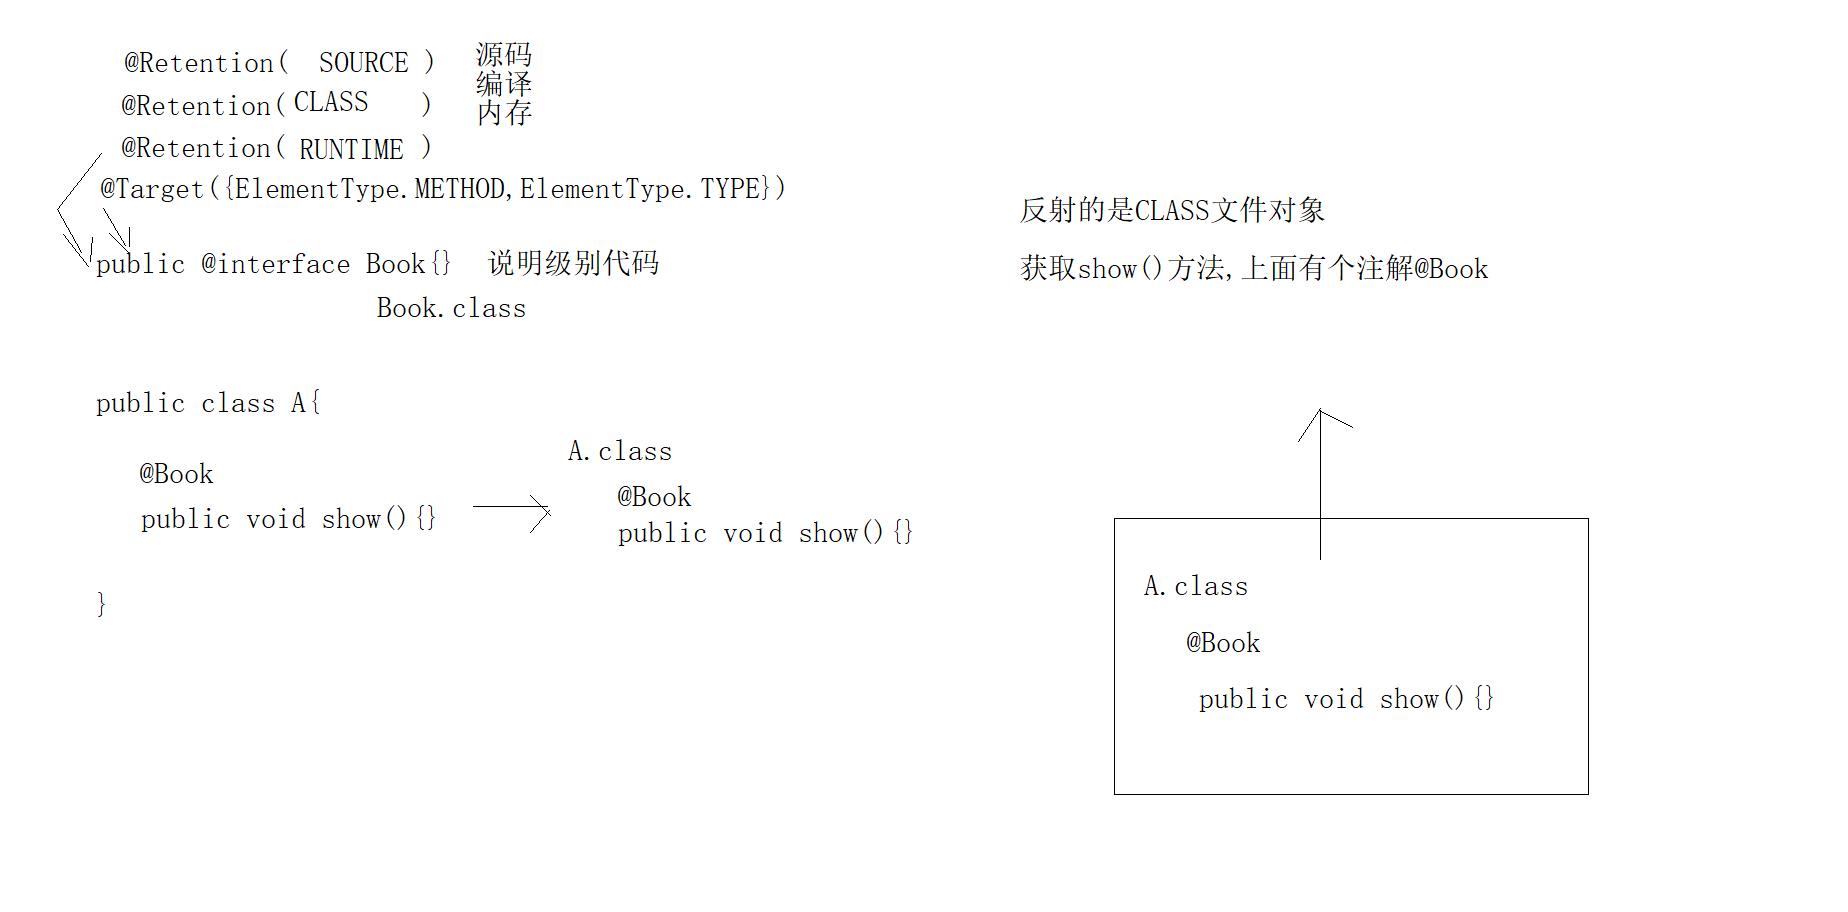 @Retention( SOURCE ) 源码
编译
@Retention( CLASS )
内存
@Retention( RUNTIME )
@Target({ElementType.METHOD,ElementType.TYPE})
public @interface Book{} 说明级别代码
Book.class
public class A{
@Book
public void show(){}
}
A.class
@Book
public void show(){}
反射的是CLASS文件对象
获取show()方法,上面有个注解@Book
A.class
@Book
public void show(){}